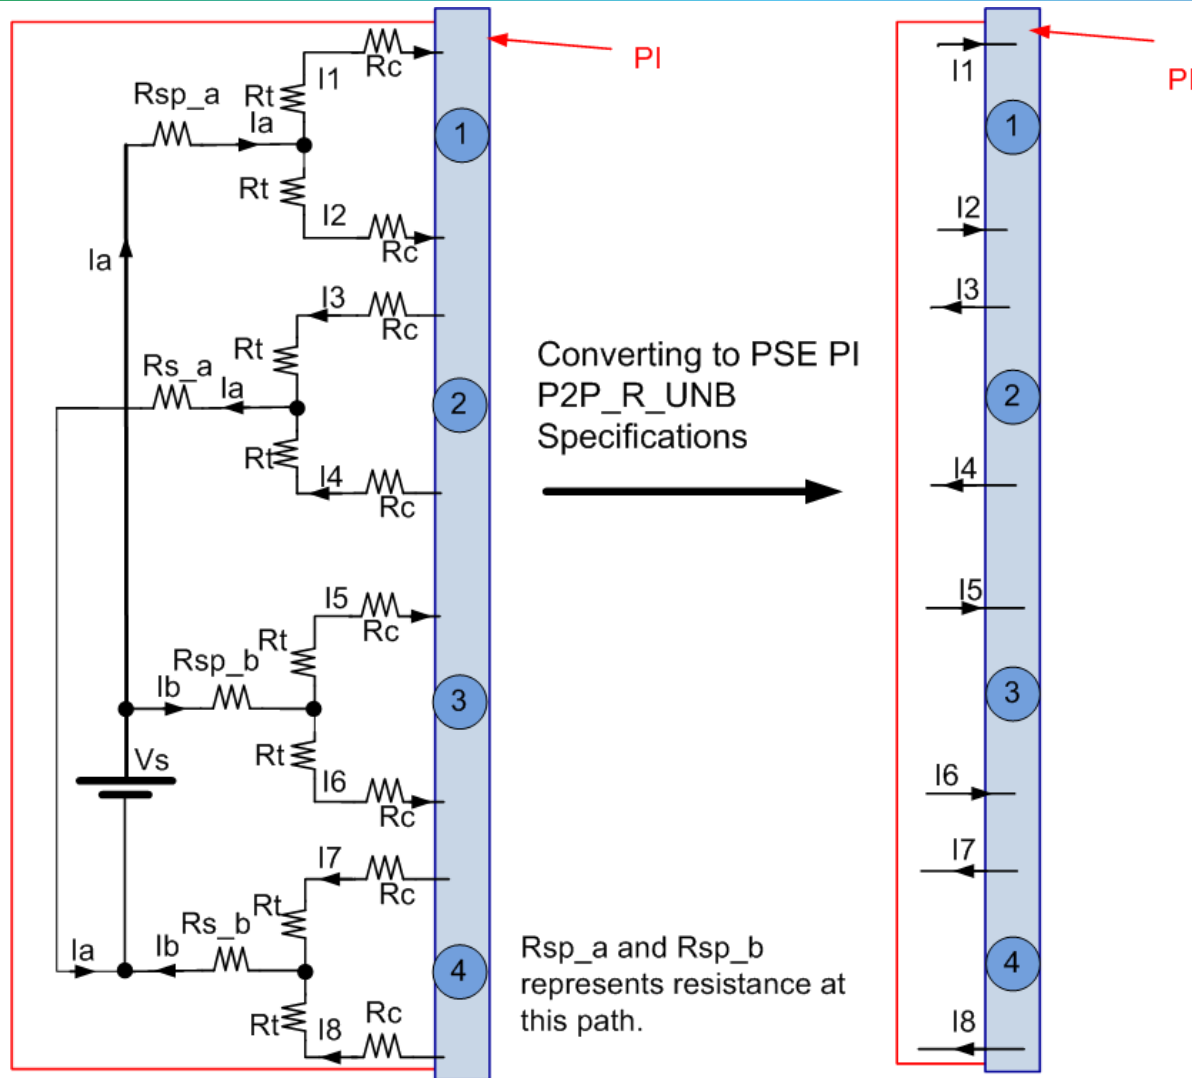 Rc
PI
I1
Rsp_a
Rt
Ia
1
Rt
I2
Rc
Ia
I3
Rc
Rt
Rs_a
Ia
2
Rt
I4
Rc
I5
Rc
Rt
Rsp_b
Ib
3
Rt
Vs
I6
Rc
I7
Rc
Rt
Rs_b
Ia
Ib
4
Rt
I8
Rc
Converting to PSE PI
P2P_R_UNB
Specifications
Rsp_a and Rsp_b
represents resistance at
this path.
I1
PI
1
I2
I3
2
I4
I5
3
I6
I7
4
I8